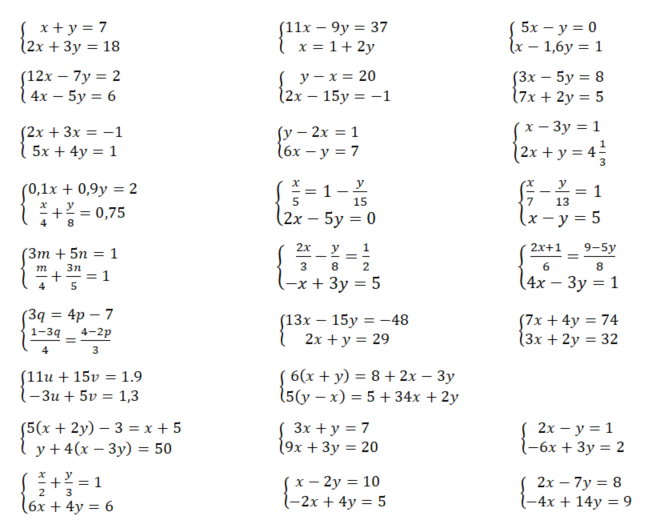 x + y = 7
2x + 3y = 18
11x − 9y = 37
x = 1 + 2y
5x − y = 0
x − 1,6y = 1
12x − 7y = 2
4x − 5y = 6
y − x = 20
2x − 15y = −1
3x − 5y = 8
7x + 2y = 5
2x + 3x = −1
5x + 4y = 1
y − 2x = 1
6x − y = 7
x − 3y = 1
2x + y = 4 1/3
0,1x + 0,9y = 2
x/4 + y/8 = 0,75
x/5 = 1 − y/15
2x − 5y = 0
x/7 − y/13 = 1
x − y = 5
3m + 5n = 1
m/4 + 3n/5 = 1
2x/3 − y/8 = 1/2
−x + 3y = 5
2x+1/6 = 9−5y/8
4x − 3y = 1
3q = 4p − 7
1−3q/4 = 4−2p/3
13x − 15y = −48
2x + y = 29
7x + 4y = 74
3x + 2y = 32
11u + 15v = 1.9
−3u + 5v = 1,3
6(x + y) = 8 + 2x − 3y
5(y − x) = 5 + 34x + 2y
5(x + 2y) − 3 = x + 5
y + 4(x − 3y) = 50
3x + y = 7
9x + 3y = 20
2x − y = 1
−6x + 3y = 2
x/2 + y/3 = 1
6x + 4y = 6
x − 2y = 10
−2x + 4y = 5
2x − 7y = 8
−4x + 14y = 9